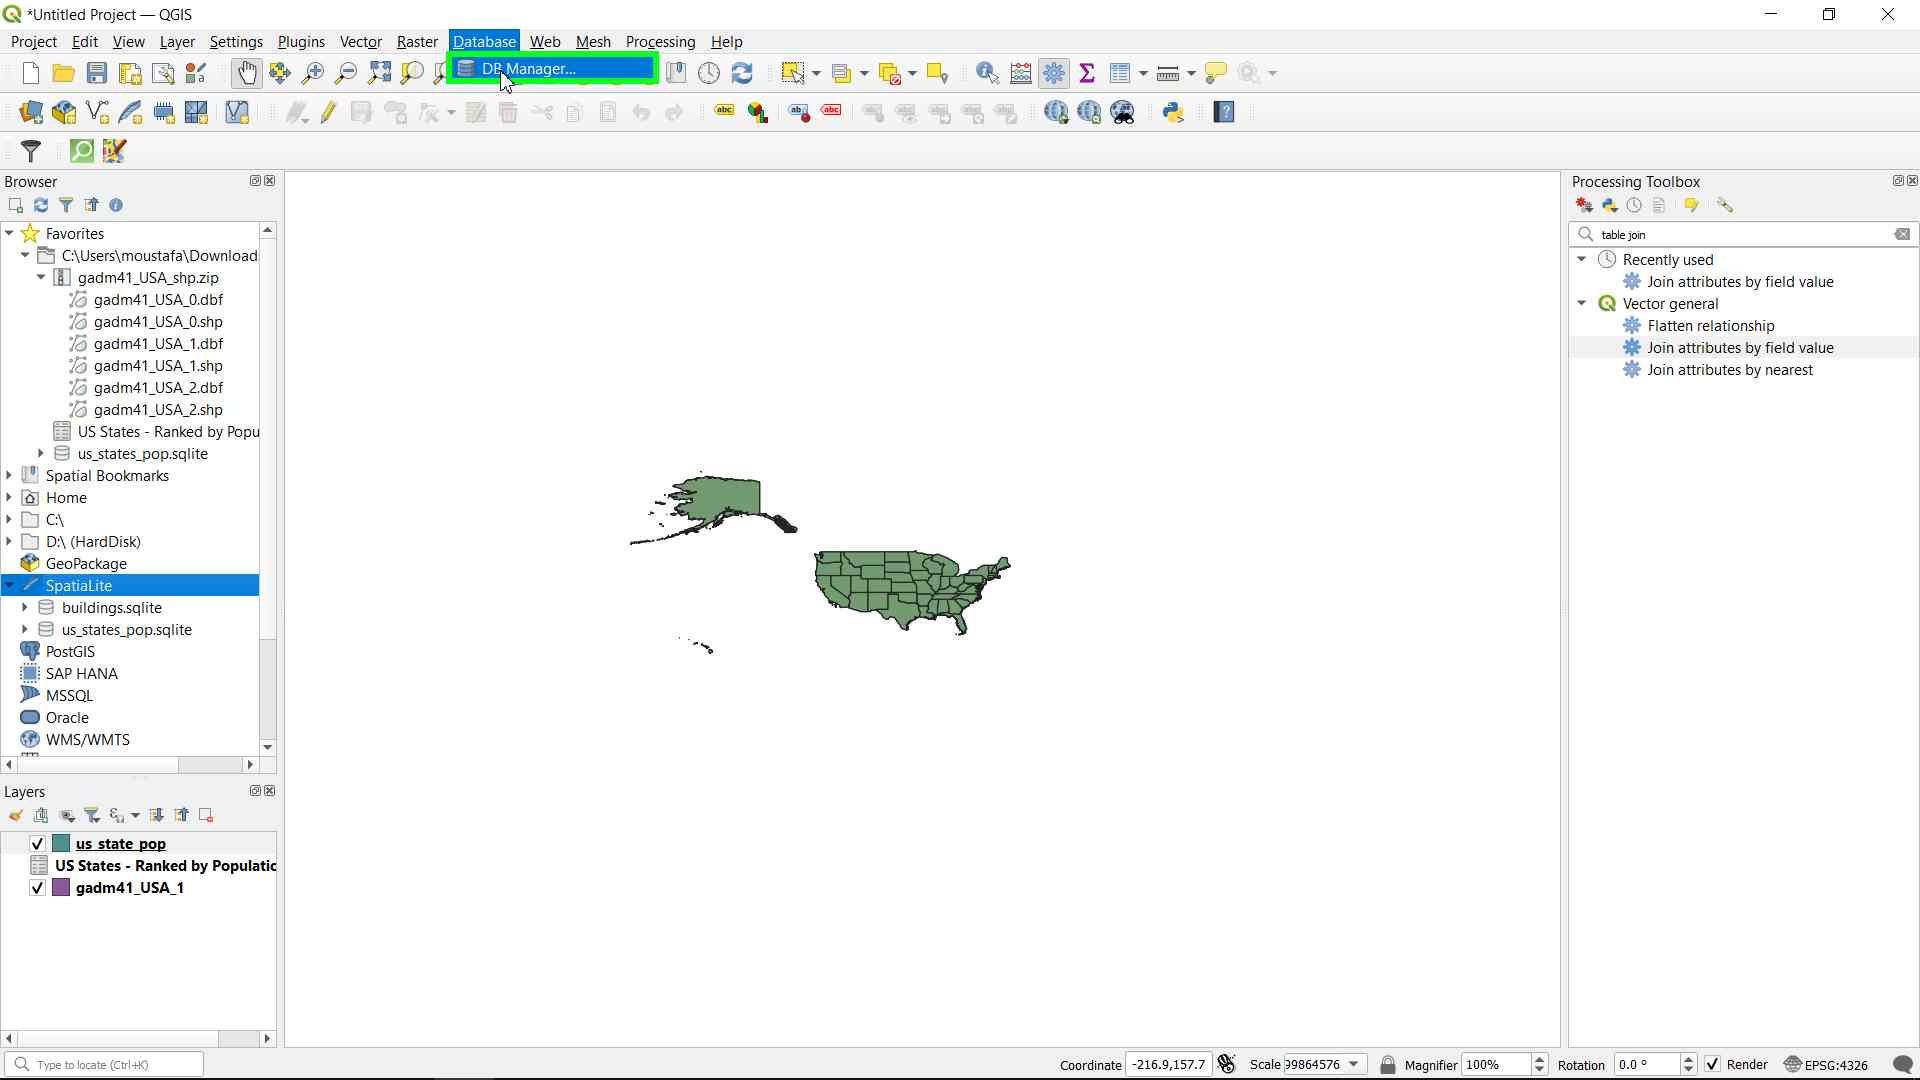 *Untitled Project — QGIS
Project Edit View Layer Settings Plugins Vector Raster Database Web Mesh Processing Help
DB Manager...
abc abc abc
Browser
Favorites
C:\Users\moustafa\Download
gadm41_USA_shp.zip
gadm41_USA_0.dbf
gadm41_USA_0.shp
gadm41_USA_1.dbf
gadm41_USA_1.shp
gadm41_USA_2.dbf
gadm41_USA_2.shp
US States - Ranked by Popu
us_states_pop.sqlite
Spatial Bookmarks
Home
C:\
D:\ (HardDisk)
GeoPackage
SpatiaLite
buildings.sqlite
us_states_pop.sqlite
PostGIS
SAP HANA
MSSQL
Oracle
WMS/WMTS
Layers
us_state_pop
US States - Ranked by Populatic
gadm41_USA_1
Processing Toolbox
table join
Recently used
Join attributes by field value
Vector general
Flatten relationship
Join attributes by field value
Join attributes by nearest
Type to locate (Ctrl+K)
Coordinate -216.9,157.7 Scale 99864576 Magnifier 100% Rotation 0.0 ° Render EPSG:4326